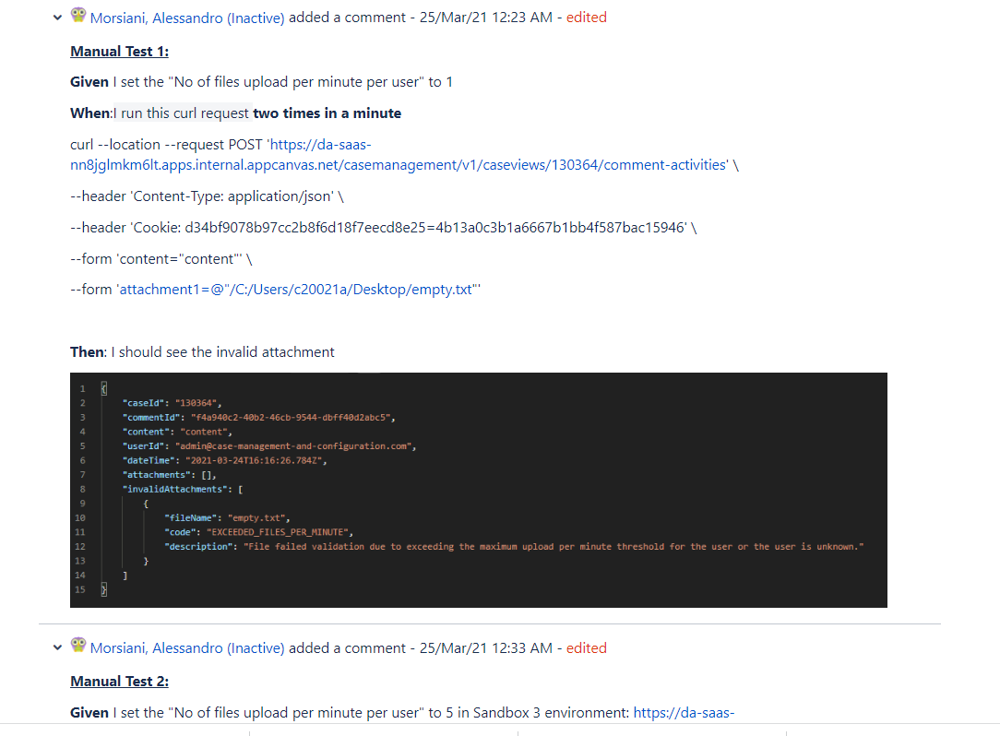 Morsiani, Alessandro (Inactive) added a comment - 25/Mar/21 12:23 AM - edited
Manual Test 1:
Given I set the "No of files upload per minute per user" to 1
When:I run this curl request two times in a minute
curl --location --request POST 'https://da-saas-
nn8jglmkm6lt.apps.internal.appcanvas.net/casemanagement/v1/caseviews/130364/comment-activities' \
--header 'Content-Type: application/json' \
--header 'Cookie: d34bf9078b97cc2b8f6d18f7eecd8e25=4b13a0c3b1a6667b1bb4f587bac15946' \
--form 'content="content"' \
--form 'attachment1=@"/C:/Users/c20021a/Desktop/empty.txt"'
Then: I should see the invalid attachment
1 {
2 "caseId": "130364",
3 "commentId": "f4a940c2-40b2-46cb-9544-dbff40d2abc5",
4 "content": "content",
5 "userId": "admin@case-management-and-configuration.com",
6 "dateTime": "2021-03-24T16:16:26.784Z",
7 "attachments": [],
8 "invalidAttachments": [
9 {
10 "fileName": "empty.txt",
11 "code": "EXCEEDED_FILES_PER_MINUTE",
12 "description": "File failed validation due to exceeding the maximum upload per minute threshold for the user or the user is unknown."
13 }
14 ]
15 }
Morsiani, Alessandro (Inactive) added a comment - 25/Mar/21 12:33 AM - edited
Manual Test 2:
Given I set the "No of files upload per minute per user" to 5 in Sandbox 3 environment: https://da-saas-